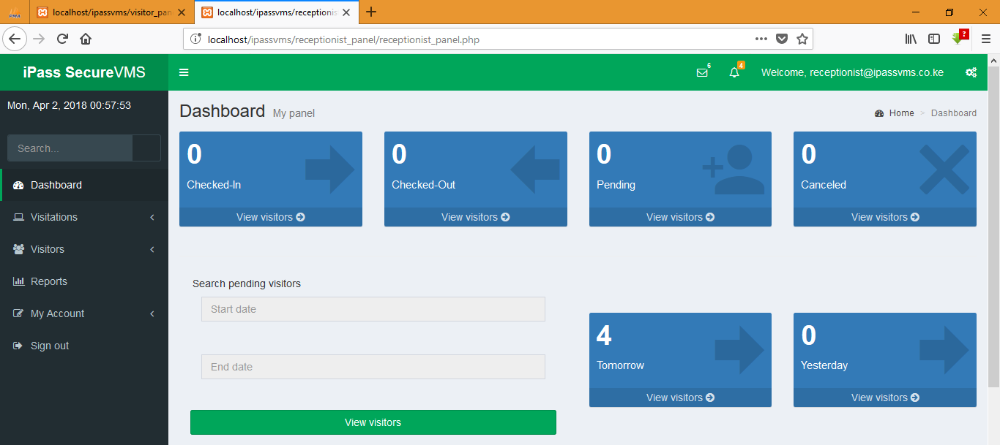 PMA
localhost/ipassvms/visitor_pan
localhost/ipassvms/receptionis
localhost/ipassvms/receptionist_panel/receptionist_panel.php
?
iPass SecureVMS
6
4
Welcome, receptionist@ipassvms.co.ke
Mon, Apr 2, 2018 00:57:53
Dashboard My panel
Home > Dashboard
Search...
Dashboard
Visitations
Visitors
Reports
My Account
Sign out
0
Checked-In
View visitors
0
Checked-Out
View visitors
0
Pending
View visitors
0
Canceled
View visitors
Search pending visitors
Start date
End date
View visitors
4
Tomorrow
View visitors
0
Yesterday
View visitors